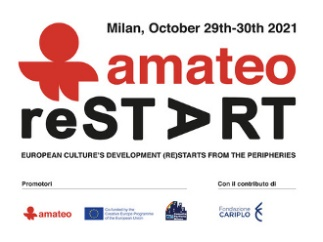 Milan, October 29th-30th 2021
amateo
reSTART
EUROPEAN CULTURE'S DEVELOPMENT (RE)STARTS FROM THE PERIPHERIES
Promotori
Con il contributo di
amateo
Co-funded by the
Creative Europe Programme
of the European Union
Fondazione
CARIPLO